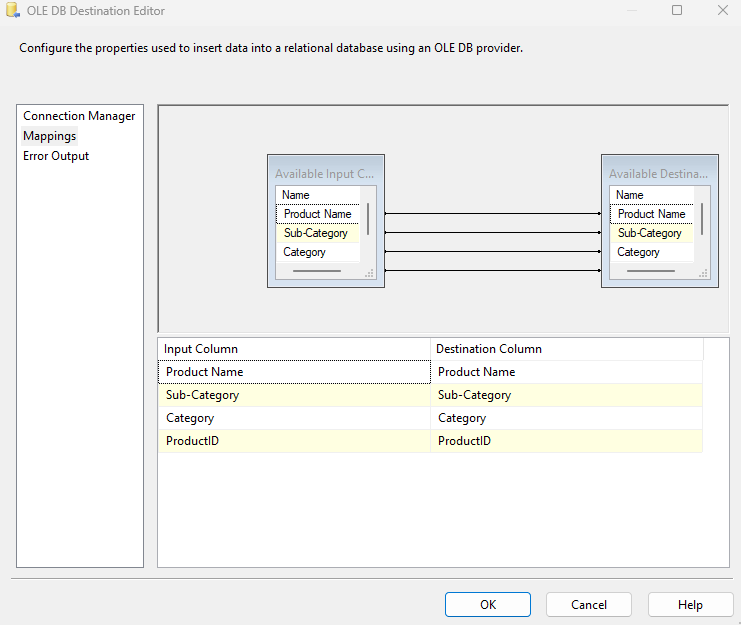 OLE DB Destination Editor
Configure the properties used to insert data into a relational database using an OLE DB provider.
Connection Manager
Mappings
Error Output
Available Input C...
Name
Product Name
Sub-Category
Category
Available Destina...
Name
Product Name
Sub-Category
Category
Input Column Destination Column
Product Name Product Name
Sub-Category Sub-Category
Category Category
ProductID ProductID
OK Cancel Help